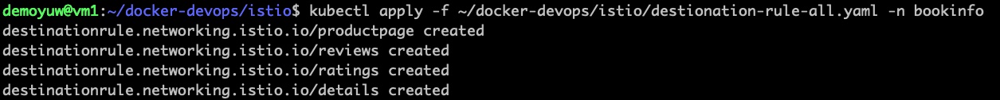 demoyuw@vm1:~/docker-devops/istio$ kubectl apply -f ~/docker-devops/istio/destionation-rule-all.yaml -n bookinfo
destinationrule.networking.istio.io/productpage created
destinationrule.networking.istio.io/reviews created
destinationrule.networking.istio.io/ratings created
destinationrule.networking.istio.io/details created